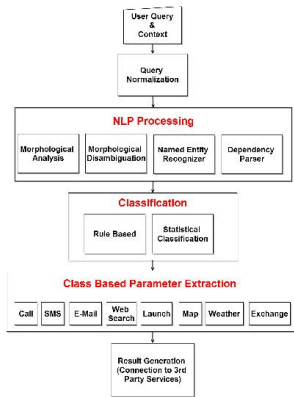 User Query
&
Context
Query
Normalization
NLP Processing
Morphological
Analysis
Morphological
Disambiguation
Named Entity
Recognizer
Dependency
Parser
Classification
Rule Based
Statistical
Classification
Class Based Parameter Extraction
Call
SMS
E-Mail
Web
Search
Launch
Map
Weather
Exchange
Result Generation
(Connection to 3rd
Party Services)